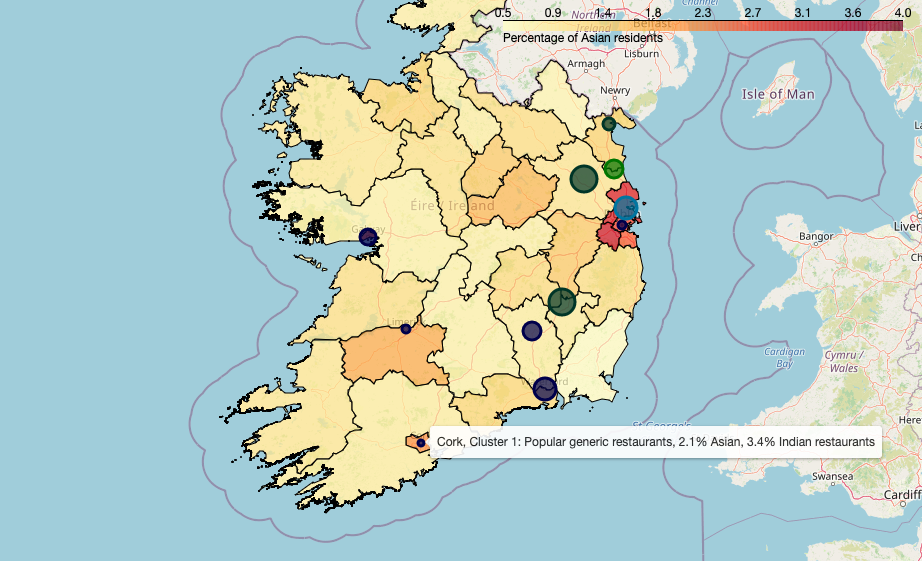 0.5 0.9 1.4 1.8 2.3 2.7 3.1 3.6 4.0
Northern
Ireland
Belfast
Percentage of Asian residents
Lisburn
Armagh
Newry
Isle of Man
Éire / Ireland
Galway
Bangor
Liver
Limerick
Cardigan
Bay
Cymru /
Wales
Here
St George's
Cork, Cluster 1: Popular generic restaurants, 2.1% Asian, 3.4% Indian restaurants
Swansea
Cardiff